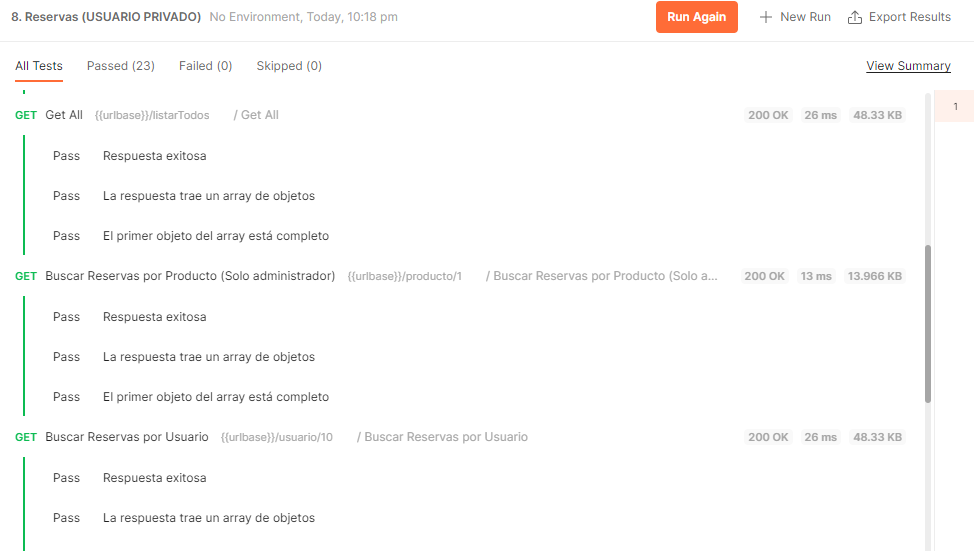 8. Reservas (USUARIO PRIVADO) No Environment, Today, 10:18 pm Run Again + New Run Export Results
All Tests Passed (23) Failed (0) Skipped (0) View Summary
GET Get All {{urlbase}}/listarTodos / Get All 200 OK 26 ms 48.33 KB 1
Pass Respuesta exitosa
Pass La respuesta trae un array de objetos
Pass El primer objeto del array está completo
GET Buscar Reservas por Producto (Solo administrador) {{urlbase}}/producto/1 / Buscar Reservas por Producto (Solo a... 200 OK 13 ms 13.966 KB
Pass Respuesta exitosa
Pass La respuesta trae un array de objetos
Pass El primer objeto del array está completo
GET Buscar Reservas por Usuario {{urlbase}}/usuario/10 / Buscar Reservas por Usuario 200 OK 26 ms 48.33 KB
Pass Respuesta exitosa
Pass La respuesta trae un array de objetos